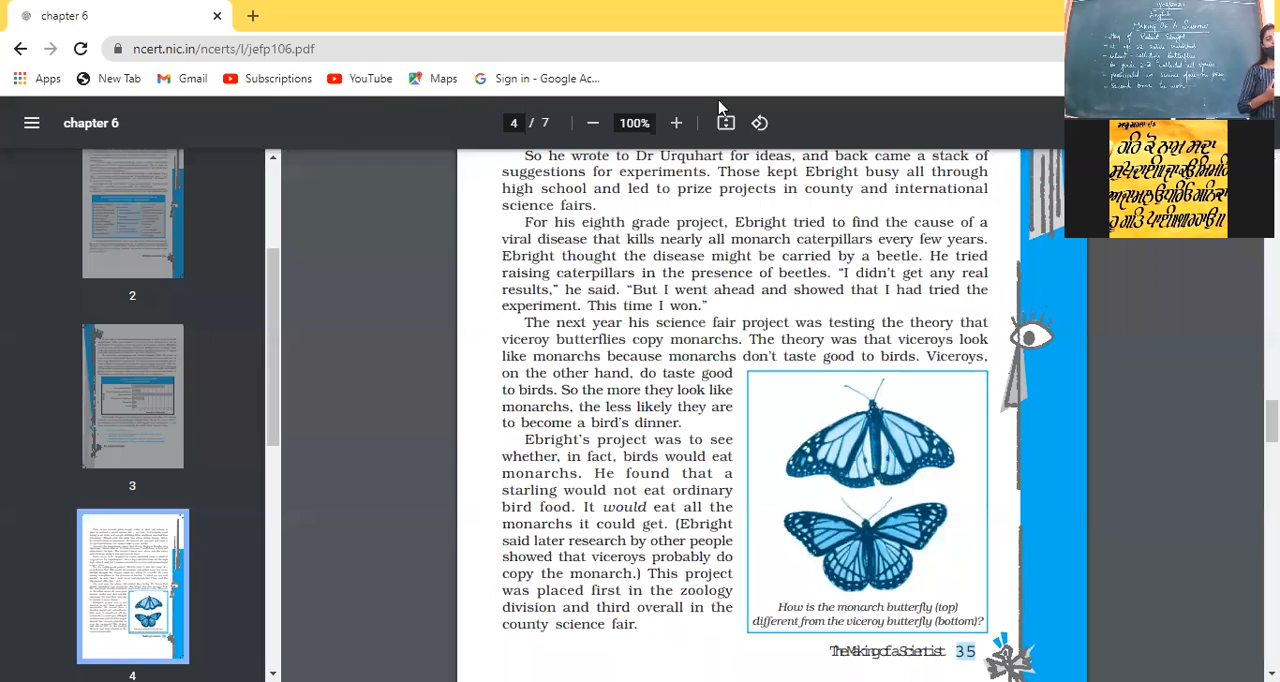 chapter 6
ncert.nic.in/ncerts/l/jefp106.pdf
Apps
New Tab
Gmail
Subscriptions
YouTube
Maps
Sign in - Google Ac...
chapter 6
4 / 7
100%
2
3
4
So he wrote to Dr Urquhart for ideas, and back came a stack of
suggestions for experiments. Those kept Ebright busy all through
high school and led to prize projects in county and international
science fairs.
For his eighth grade project, Ebright tried to find the cause of a
viral disease that kills nearly all monarch caterpillars every few years.
Ebright thought the disease might be carried by a beetle. He tried
raising caterpillars in the presence of beetles. “I didn’t get any real
results,” he said. “But I went ahead and showed that I had tried the
experiment. This time I won.”
The next year his science fair project was testing the theory that
viceroy butterflies copy monarchs. The theory was that viceroys look
like monarchs because monarchs don’t taste good to birds. Viceroys,
on the other hand, do taste good
to birds. So the more they look like
monarchs, the less likely they are
to become a bird’s dinner.
Ebright’s project was to see
whether, in fact, birds would eat
monarchs. He found that a
starling would not eat ordinary
bird food. It would eat all the
monarchs it could get. (Ebright
said later research by other people
showed that viceroys probably do
copy the monarch.) This project
was placed first in the zoology
division and third overall in the
county science fair.
How is the monarch butterfly (top)
different from the viceroy butterfly (bottom)?
The Making of a Scientist 35
English
Making Of A Scientist